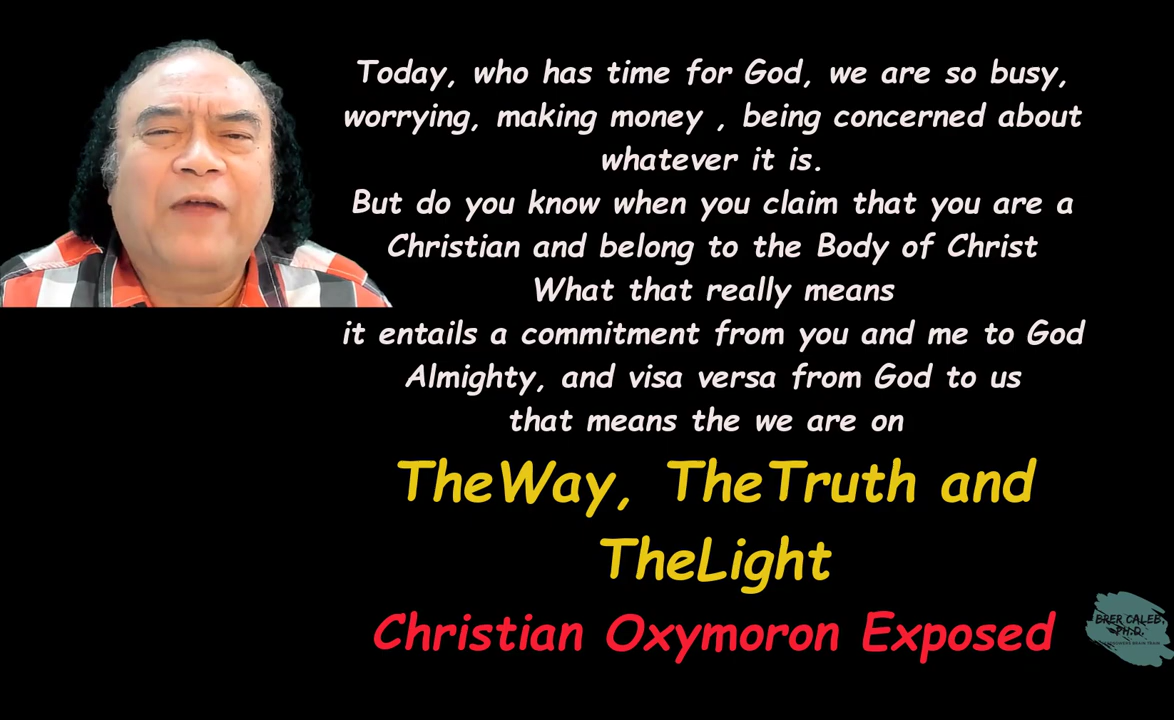 Today, who has time for God, we are so busy,
worrying, making money , being concerned about
whatever it is.
But do you know when you claim that you are a
Christian and belong to the Body of Christ
What that really means
it entails a commitment from you and me to God
Almighty, and visa versa from God to us
that means the we are on
TheWay, TheTruth and
TheLight
Christian Oxymoron Exposed
BRER CALEB,
PH.D.